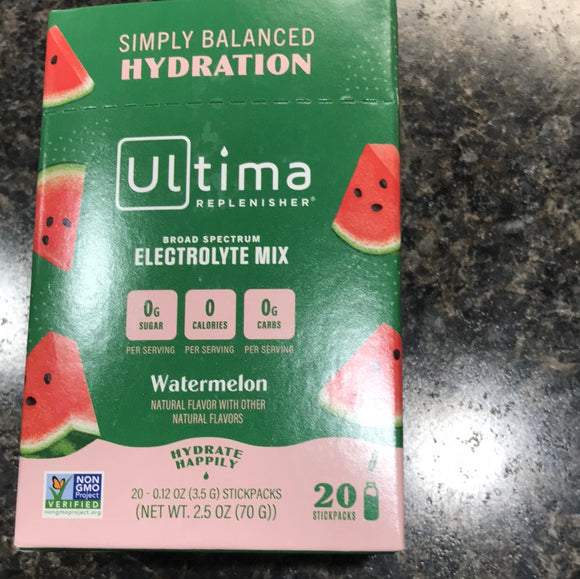 SIMPLY BALANCED
HYDRATION
Ultima
REPLENISHER®
BROAD SPECTRUM
ELECTROLYTE MIX
0G
SUGAR
PER SERVING
0
CALORIES
PER SERVING
0G
CARBS
PER SERVING
Watermelon
NATURAL FLAVOR WITH OTHER
NATURAL FLAVORS
HYDRATE
HAPPILY
NON
GMO
Project
VERIFIED
nongmoproject.org
20 - 0.12 OZ (3.5 G) STICKPACKS
(NET WT. 2.5 OZ (70 G))
20
STICKPACKS